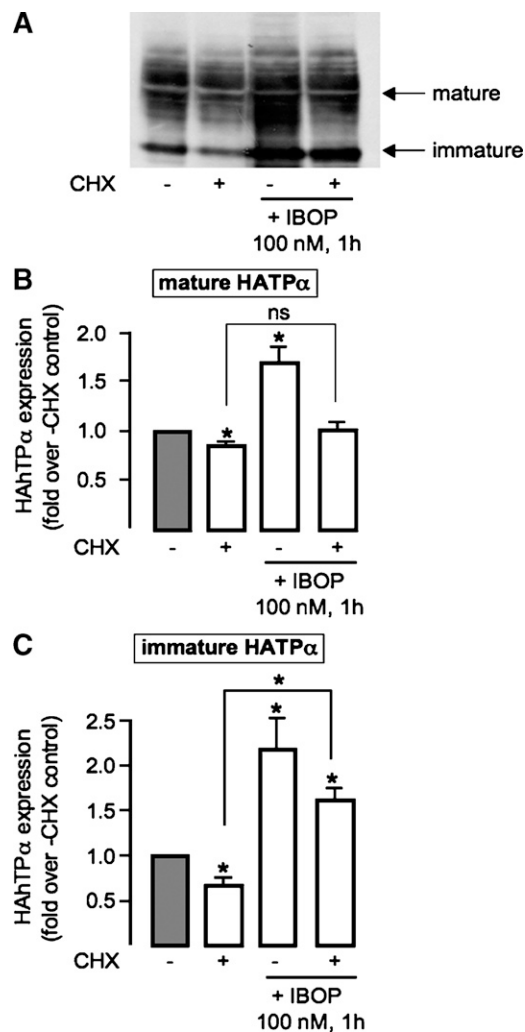 A
mature
immature
CHX - + - +
+ IBOP
100 nM, 1h
B
mature HATPα
ns
HAhTPα expression
(fold over -CHX control)
2.0
1.5
1.0
0.5
* *
CHX - + - +
+ IBOP
100 nM, 1h
C
immature HATPα
*
HAhTPα expression
(fold over -CHX control)
2.5
2.0
1.5
1.0
0.5
* * *
CHX - + - +
+ IBOP
100 nM, 1h